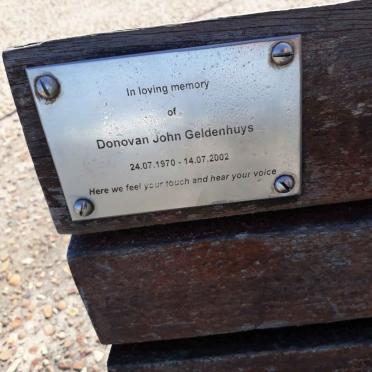 In loving memory
of
Donovan John Geldenhuys
24.07.1970 - 14.07.2002
Here we feel your touch and hear your voice